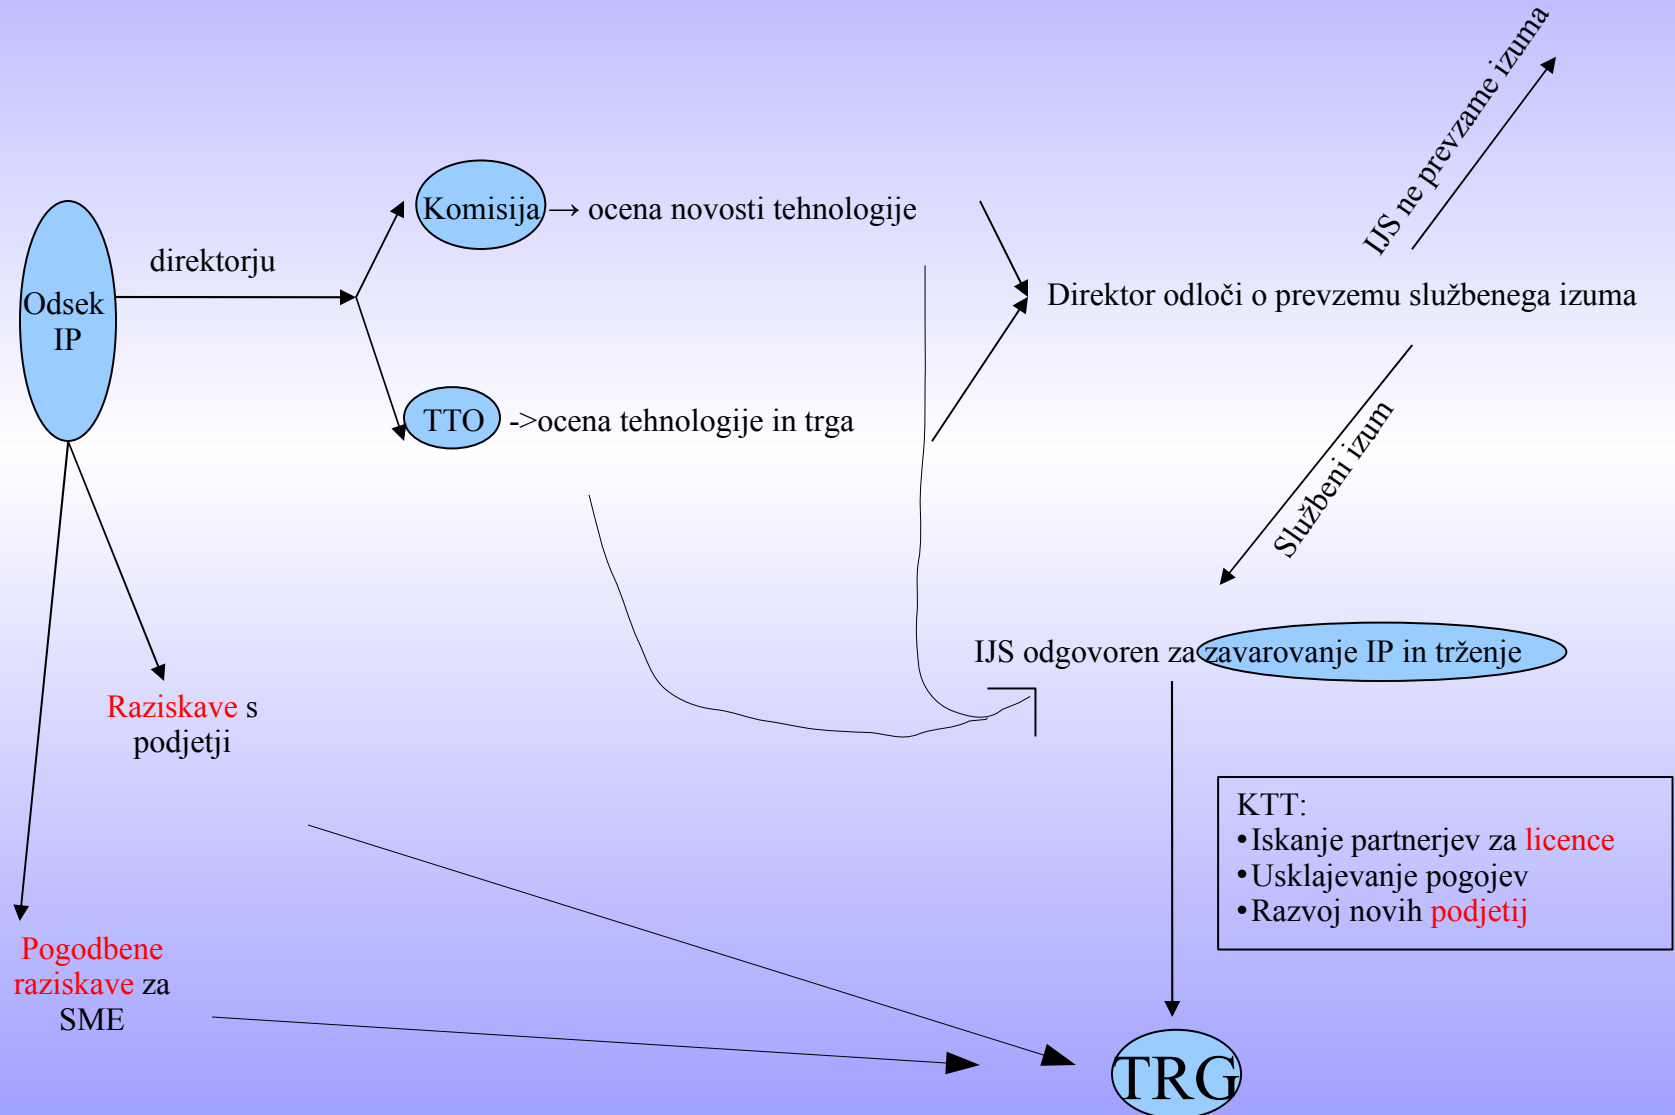 IJS ne prevzame izuma
Komisija → ocena novosti tehnologije
direktorju
Odsek
IP
Direktor odloči o prevzemu službenega izuma
TTO ->ocena tehnologije in trga
Službeni izum
IJS odgovoren za zavarovanje IP in trženje
Raziskave s
podjetji
KTT:
•Iskanje partnerjev za licence
•Usklajevanje pogojev
•Razvoj novih podjetij
Pogodbene
raziskave za
SME
TRG